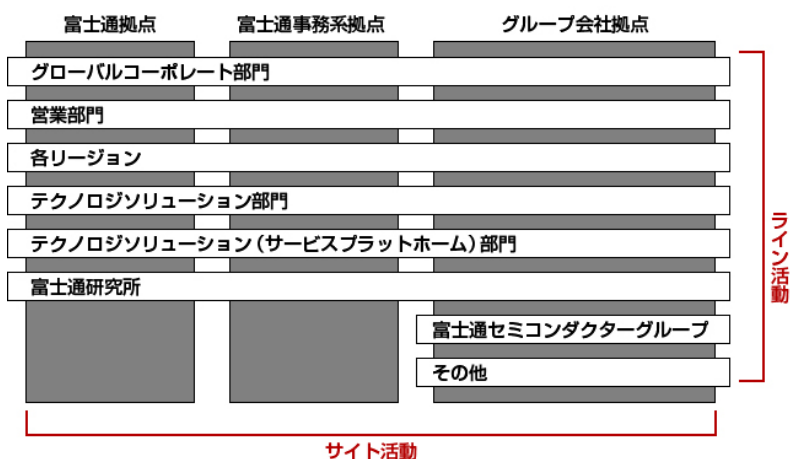 富士通拠点
富士通事務系拠点
グループ会社拠点
グローバルコーポレート部門
営業部門
各リージョン
テクノロジソリューション部門
テクノロジソリューション(サービスプラットホーム)部門
富士通研究所
富士通セミコンダクターグループ
その他
ライン活動
サイト活動